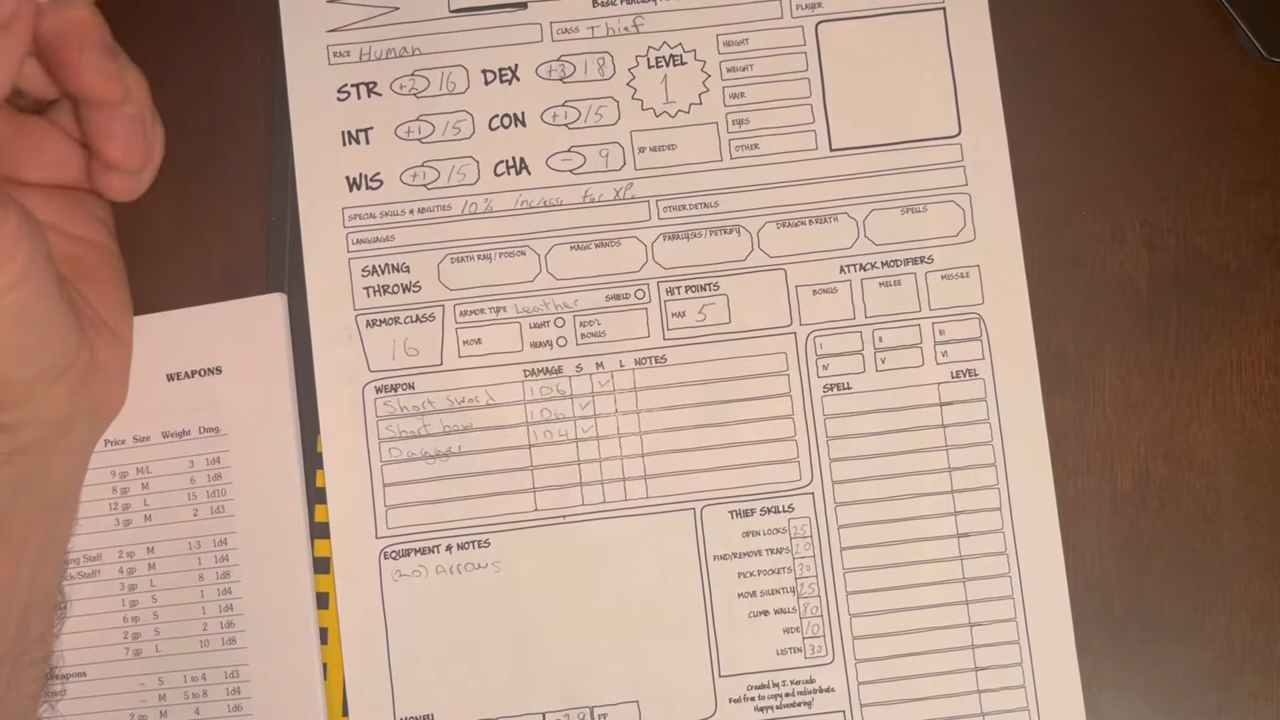 Basic Fantasy
RACE Human
CLASS Thief
PLAYER
STR +2 16 DEX +3 18
INT +1 15 CON +1 15
WIS +1 15 CHA - 9
LEVEL
1
XP NEEDED
HEIGHT
WEIGHT
HAIR
EYES
OTHER
SPECIAL SKILLS & ABILITIES 10% increase for XP.
OTHER DETAILS
LANGUAGES
SAVING
THROWS
DEATH RAY / POISON
MAGIC WANDS
PARALYSIS / PETRIFY
DRAGON BREATH
SPELLS
ARMOR CLASS
16
ARMOR TYPE Leather
SHIELD
MOVE
LIGHT
HEAVY
ADD'L
BONUS
HIT POINTS
MAX 5
ATTACK MODIFIERS
BONUS
MELEE
MISSILE
WEAPON DAMAGE S M L NOTES
Short Sword 1D6
Short bow 1D6
Dagger 1D4
I II III
IV V VI
SPELL LEVEL
EQUIPMENT & NOTES
(20) Arrows
THIEF SKILLS
OPEN LOCKS 25
FIND/REMOVE TRAPS 20
PICK POCKETS 30
MOVE SILENTLY 25
CLIMB WALLS 80
HIDE 10
LISTEN 30
Created by J. Kercado
Feel free to copy and redistribute.
Happy adventuring!
MONEY
PP
WEAPONS
Price Size Weight Dmg.
9 gp M/L 3 1d4
8 gp M 6 1d8
12 gp L 15 1d10
3 gp M 2 1d3
Staff 2 sp M 1-3 1d4
4 gp M 1 1d4
3 gp L 8 1d8
1 gp S 1 1d4
6 sp S 1 1d4
2 gp S 2 1d6
7 gp L 10 1d8
– S 1 to 4 1d3
– M 5 to 8 1d4
2 gp M 4 1d6